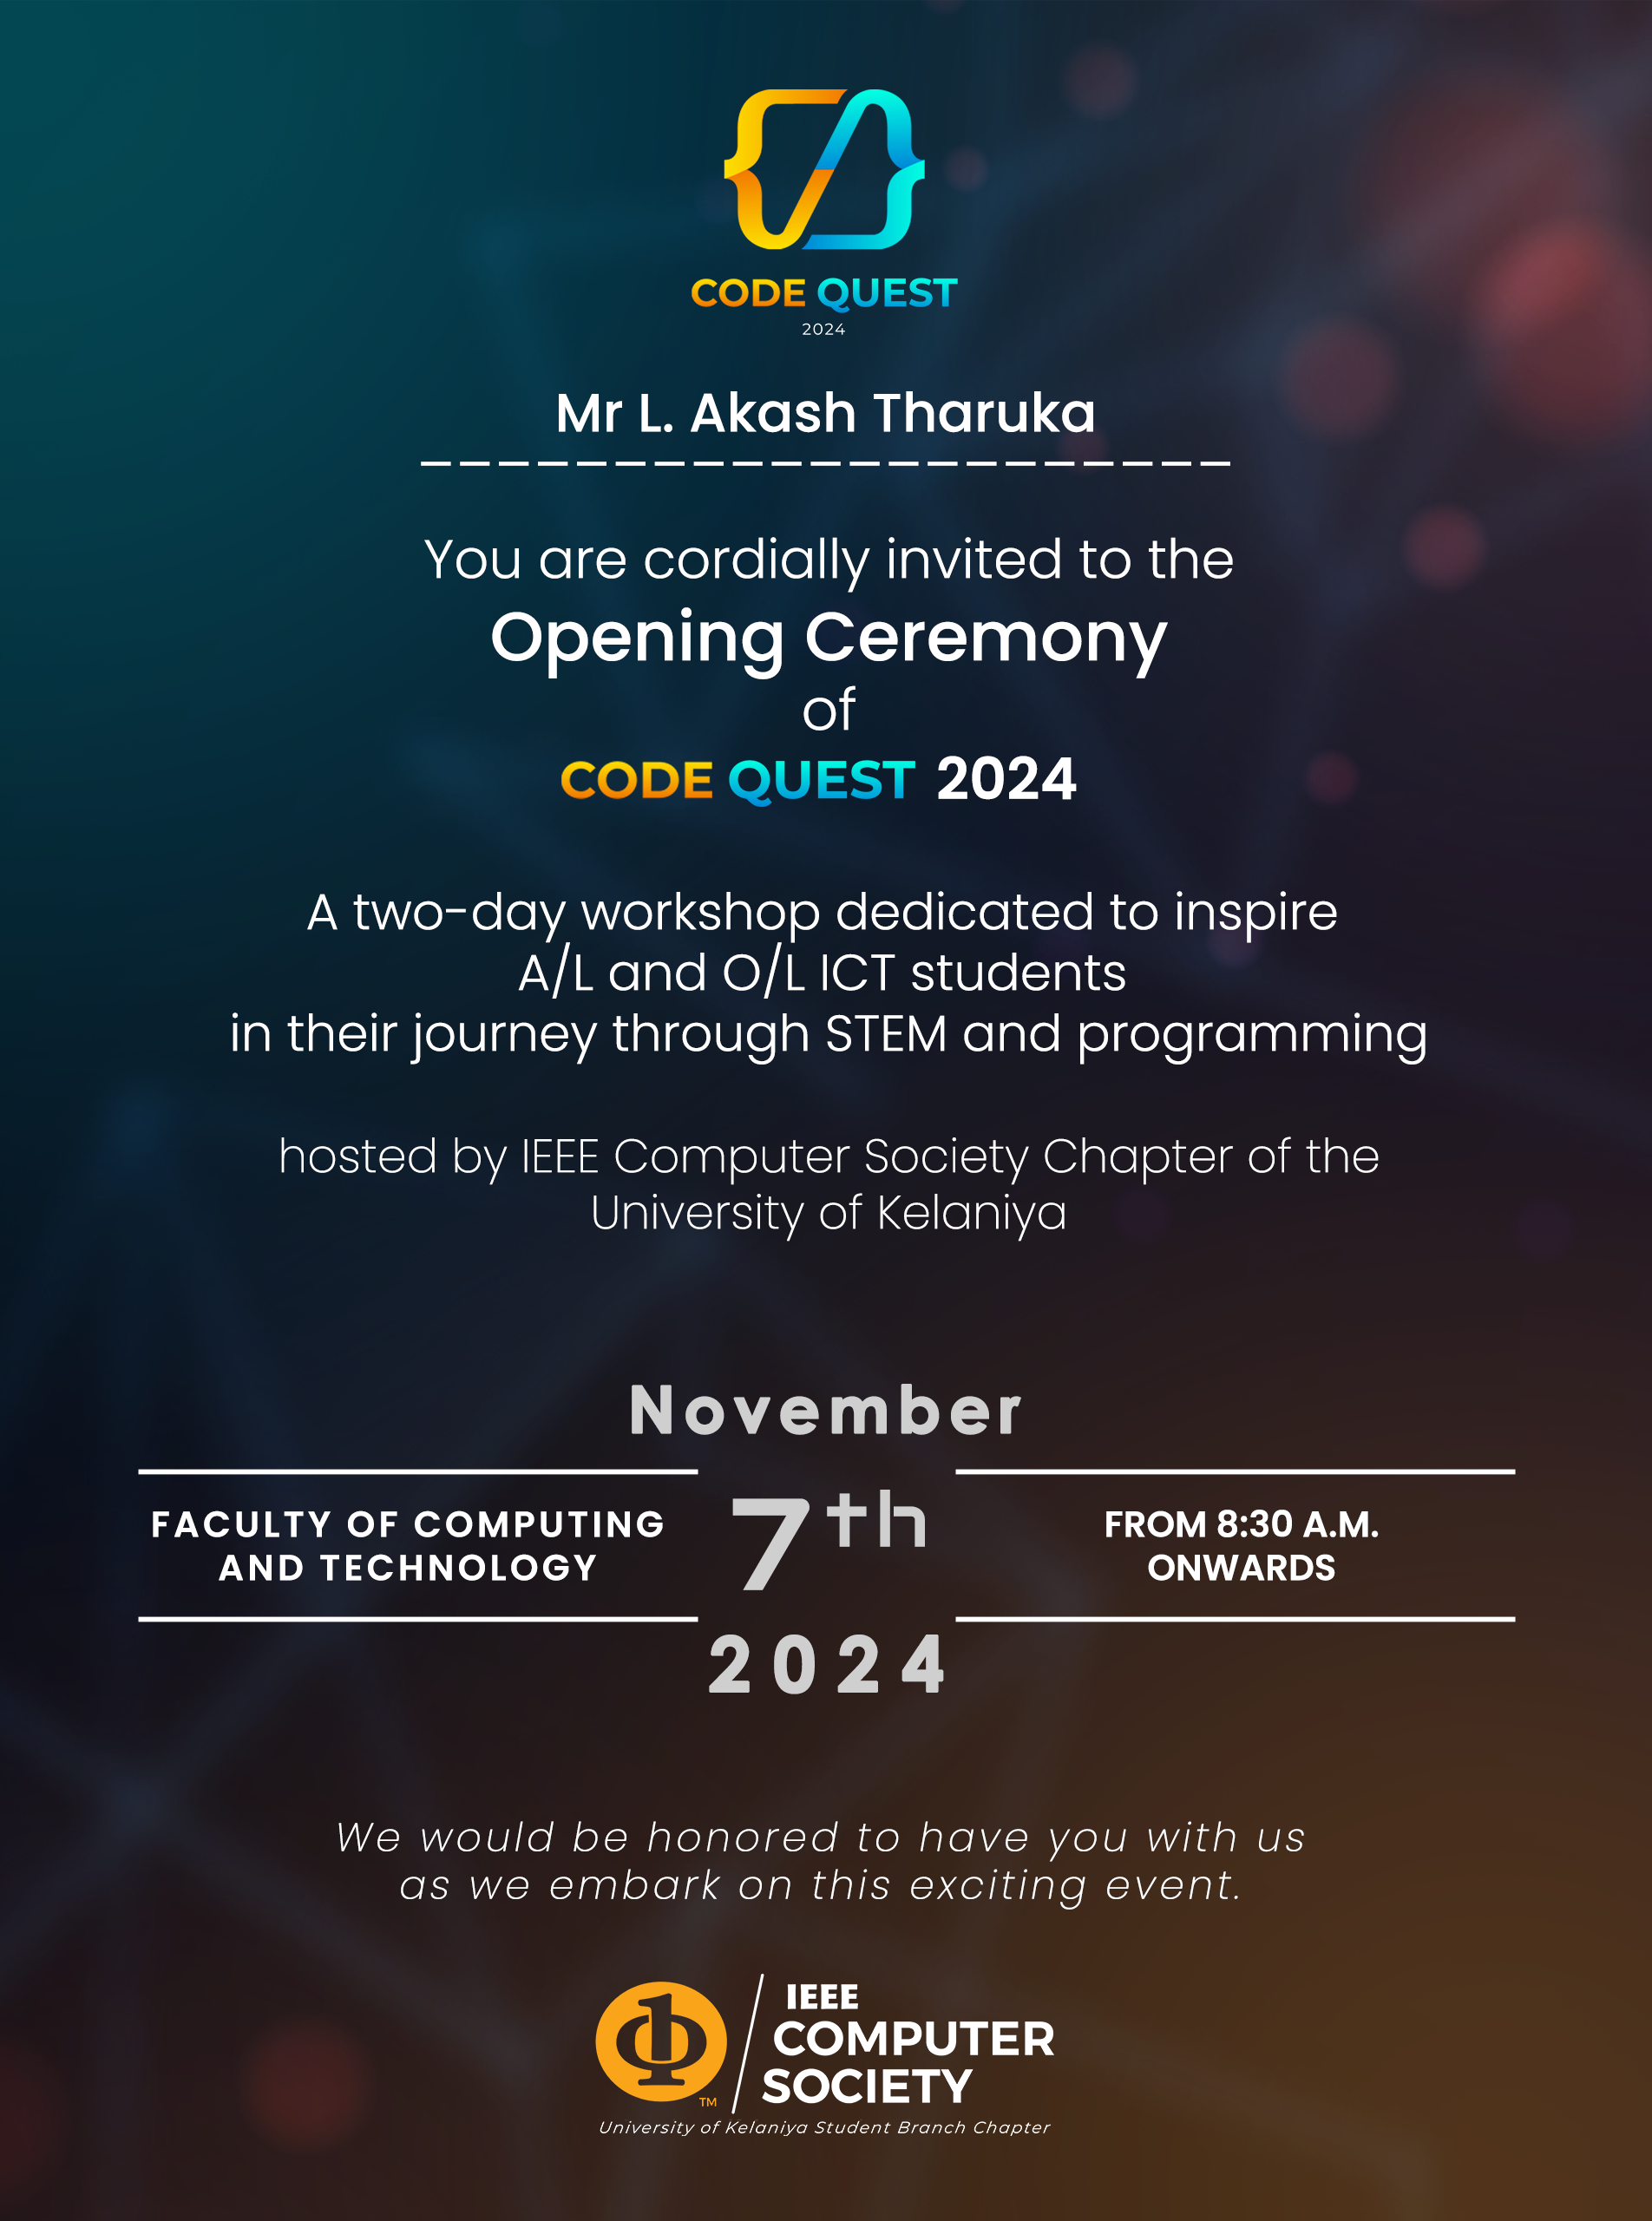 CODE QUEST
2024
Mr L. Akash Tharuka
You are cordially invited to the
Opening Ceremony
of
CODE QUEST 2024
A two-day workshop dedicated to inspire
A/L and O/L ICT students
in their journey through STEM and programming
hosted by IEEE Computer Society Chapter of the
University of Kelaniya
November
FACULTY OF COMPUTING
AND TECHNOLOGY
7th
FROM 8:30 A.M.
ONWARDS
2024
We would be honored to have you with us
as we embark on this exciting event.
IEEE
COMPUTER
SOCIETY
TM
University of Kelaniya Student Branch Chapter